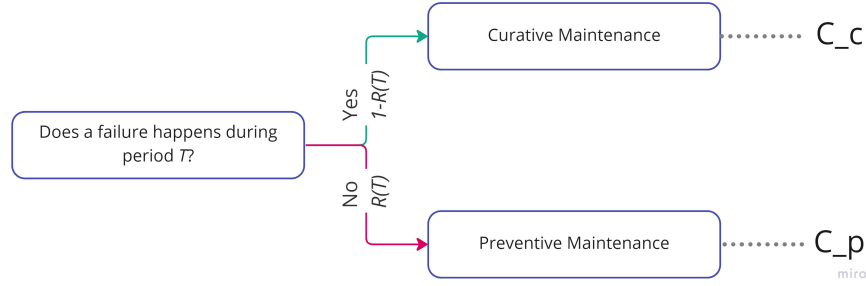 Does a failure happens during
period T?
Yes
1-R(T)
No
R(T)
Curative Maintenance
C_c
Preventive Maintenance
C_p
miro